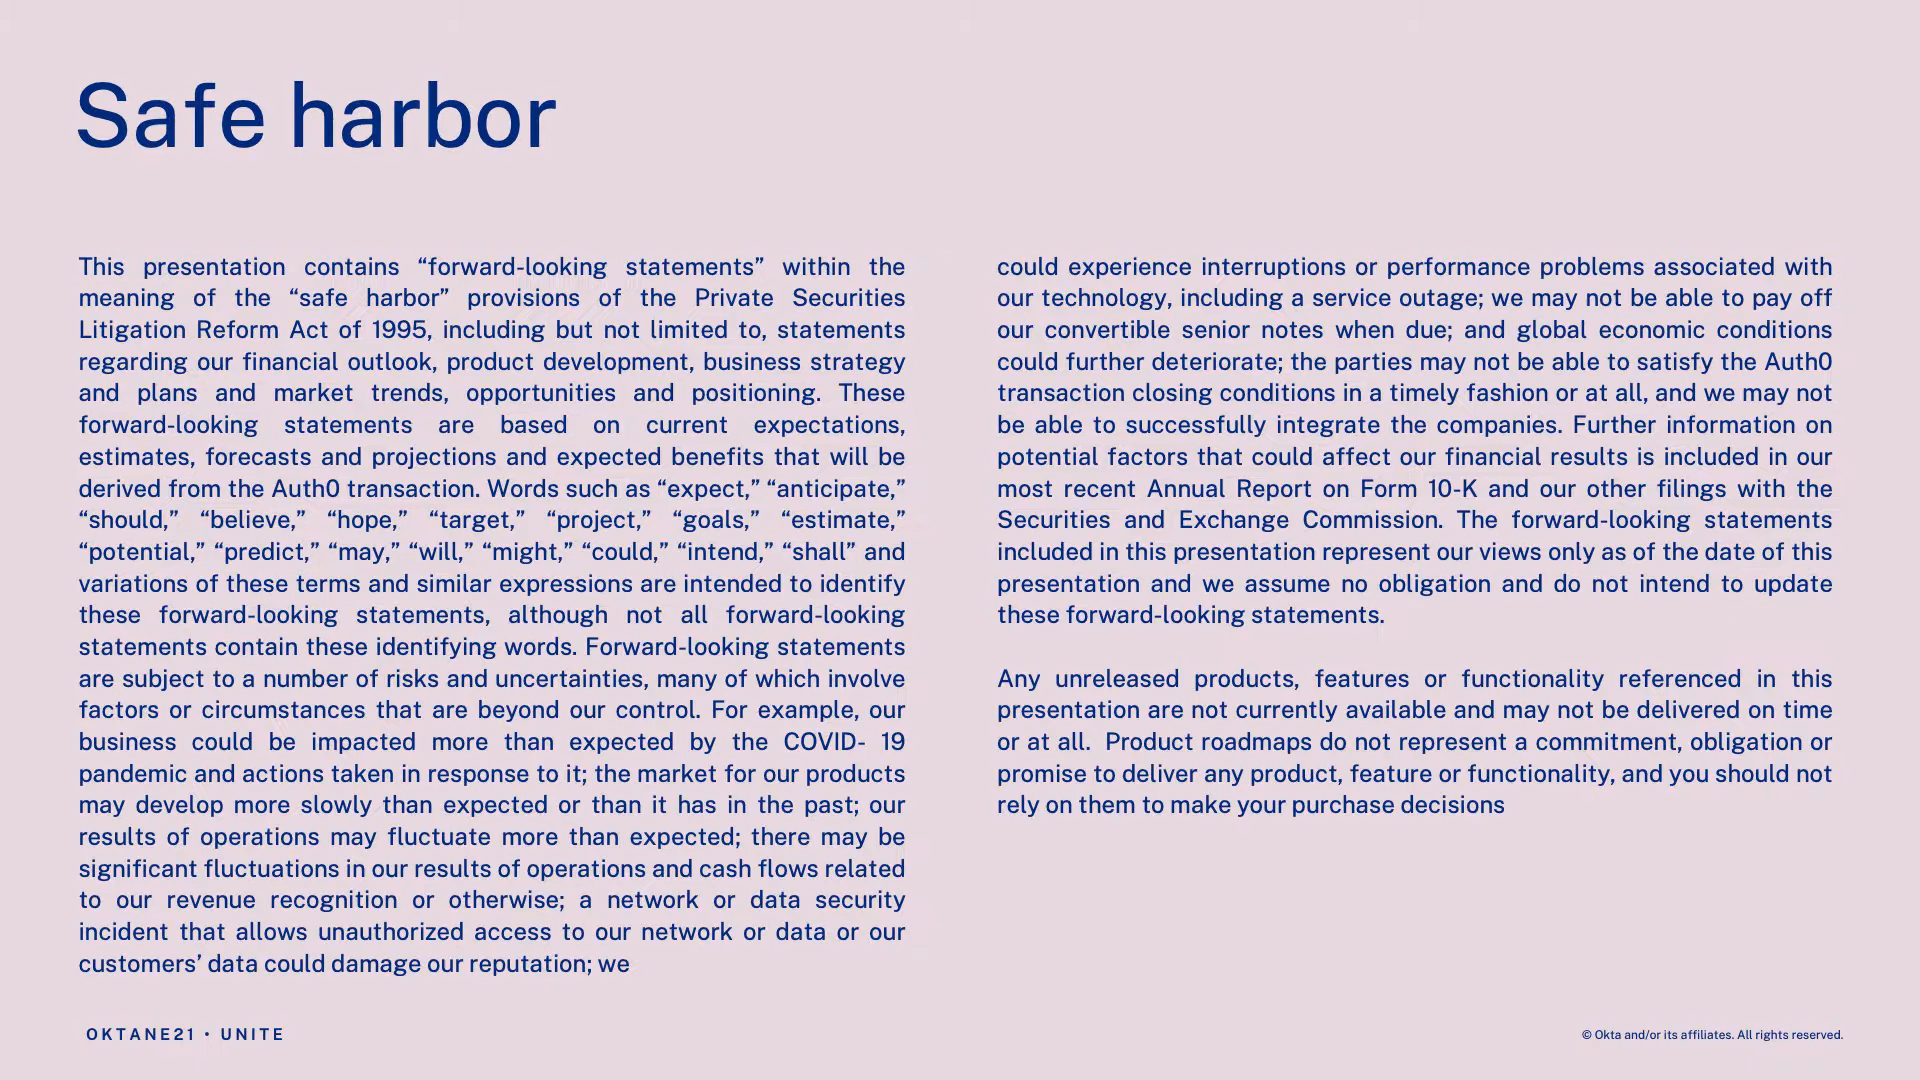 Safe harbor
This presentation contains “forward-looking statements” within the
meaning of the “safe harbor” provisions of the Private Securities
Litigation Reform Act of 1995, including but not limited to, statements
regarding our financial outlook, product development, business strategy
and plans and market trends, opportunities and positioning. These
forward-looking statements are based on current expectations,
estimates, forecasts and projections and expected benefits that will be
derived from the Auth0 transaction. Words such as “expect,” “anticipate,”
“should,” “believe,” “hope,” “target,” “project,” “goals,” “estimate,”
“potential,” “predict,” “may,” “will,” “might,” “could,” “intend,” “shall” and
variations of these terms and similar expressions are intended to identify
these forward-looking statements, although not all forward-looking
statements contain these identifying words. Forward-looking statements
are subject to a number of risks and uncertainties, many of which involve
factors or circumstances that are beyond our control. For example, our
business could be impacted more than expected by the COVID- 19
pandemic and actions taken in response to it; the market for our products
may develop more slowly than expected or than it has in the past; our
results of operations may fluctuate more than expected; there may be
significant fluctuations in our results of operations and cash flows related
to our revenue recognition or otherwise; a network or data security
incident that allows unauthorized access to our network or data or our
customers’ data could damage our reputation; we
could experience interruptions or performance problems associated with
our technology, including a service outage; we may not be able to pay off
our convertible senior notes when due; and global economic conditions
could further deteriorate; the parties may not be able to satisfy the Auth0
transaction closing conditions in a timely fashion or at all, and we may not
be able to successfully integrate the companies. Further information on
potential factors that could affect our financial results is included in our
most recent Annual Report on Form 10-K and our other filings with the
Securities and Exchange Commission. The forward-looking statements
included in this presentation represent our views only as of the date of this
presentation and we assume no obligation and do not intend to update
these forward-looking statements.
Any unreleased products, features or functionality referenced in this
presentation are not currently available and may not be delivered on time
or at all.  Product roadmaps do not represent a commitment, obligation or
promise to deliver any product, feature or functionality, and you should not
rely on them to make your purchase decisions
OKTANE21 • UNITE
© Okta and/or its affiliates. All rights reserved.